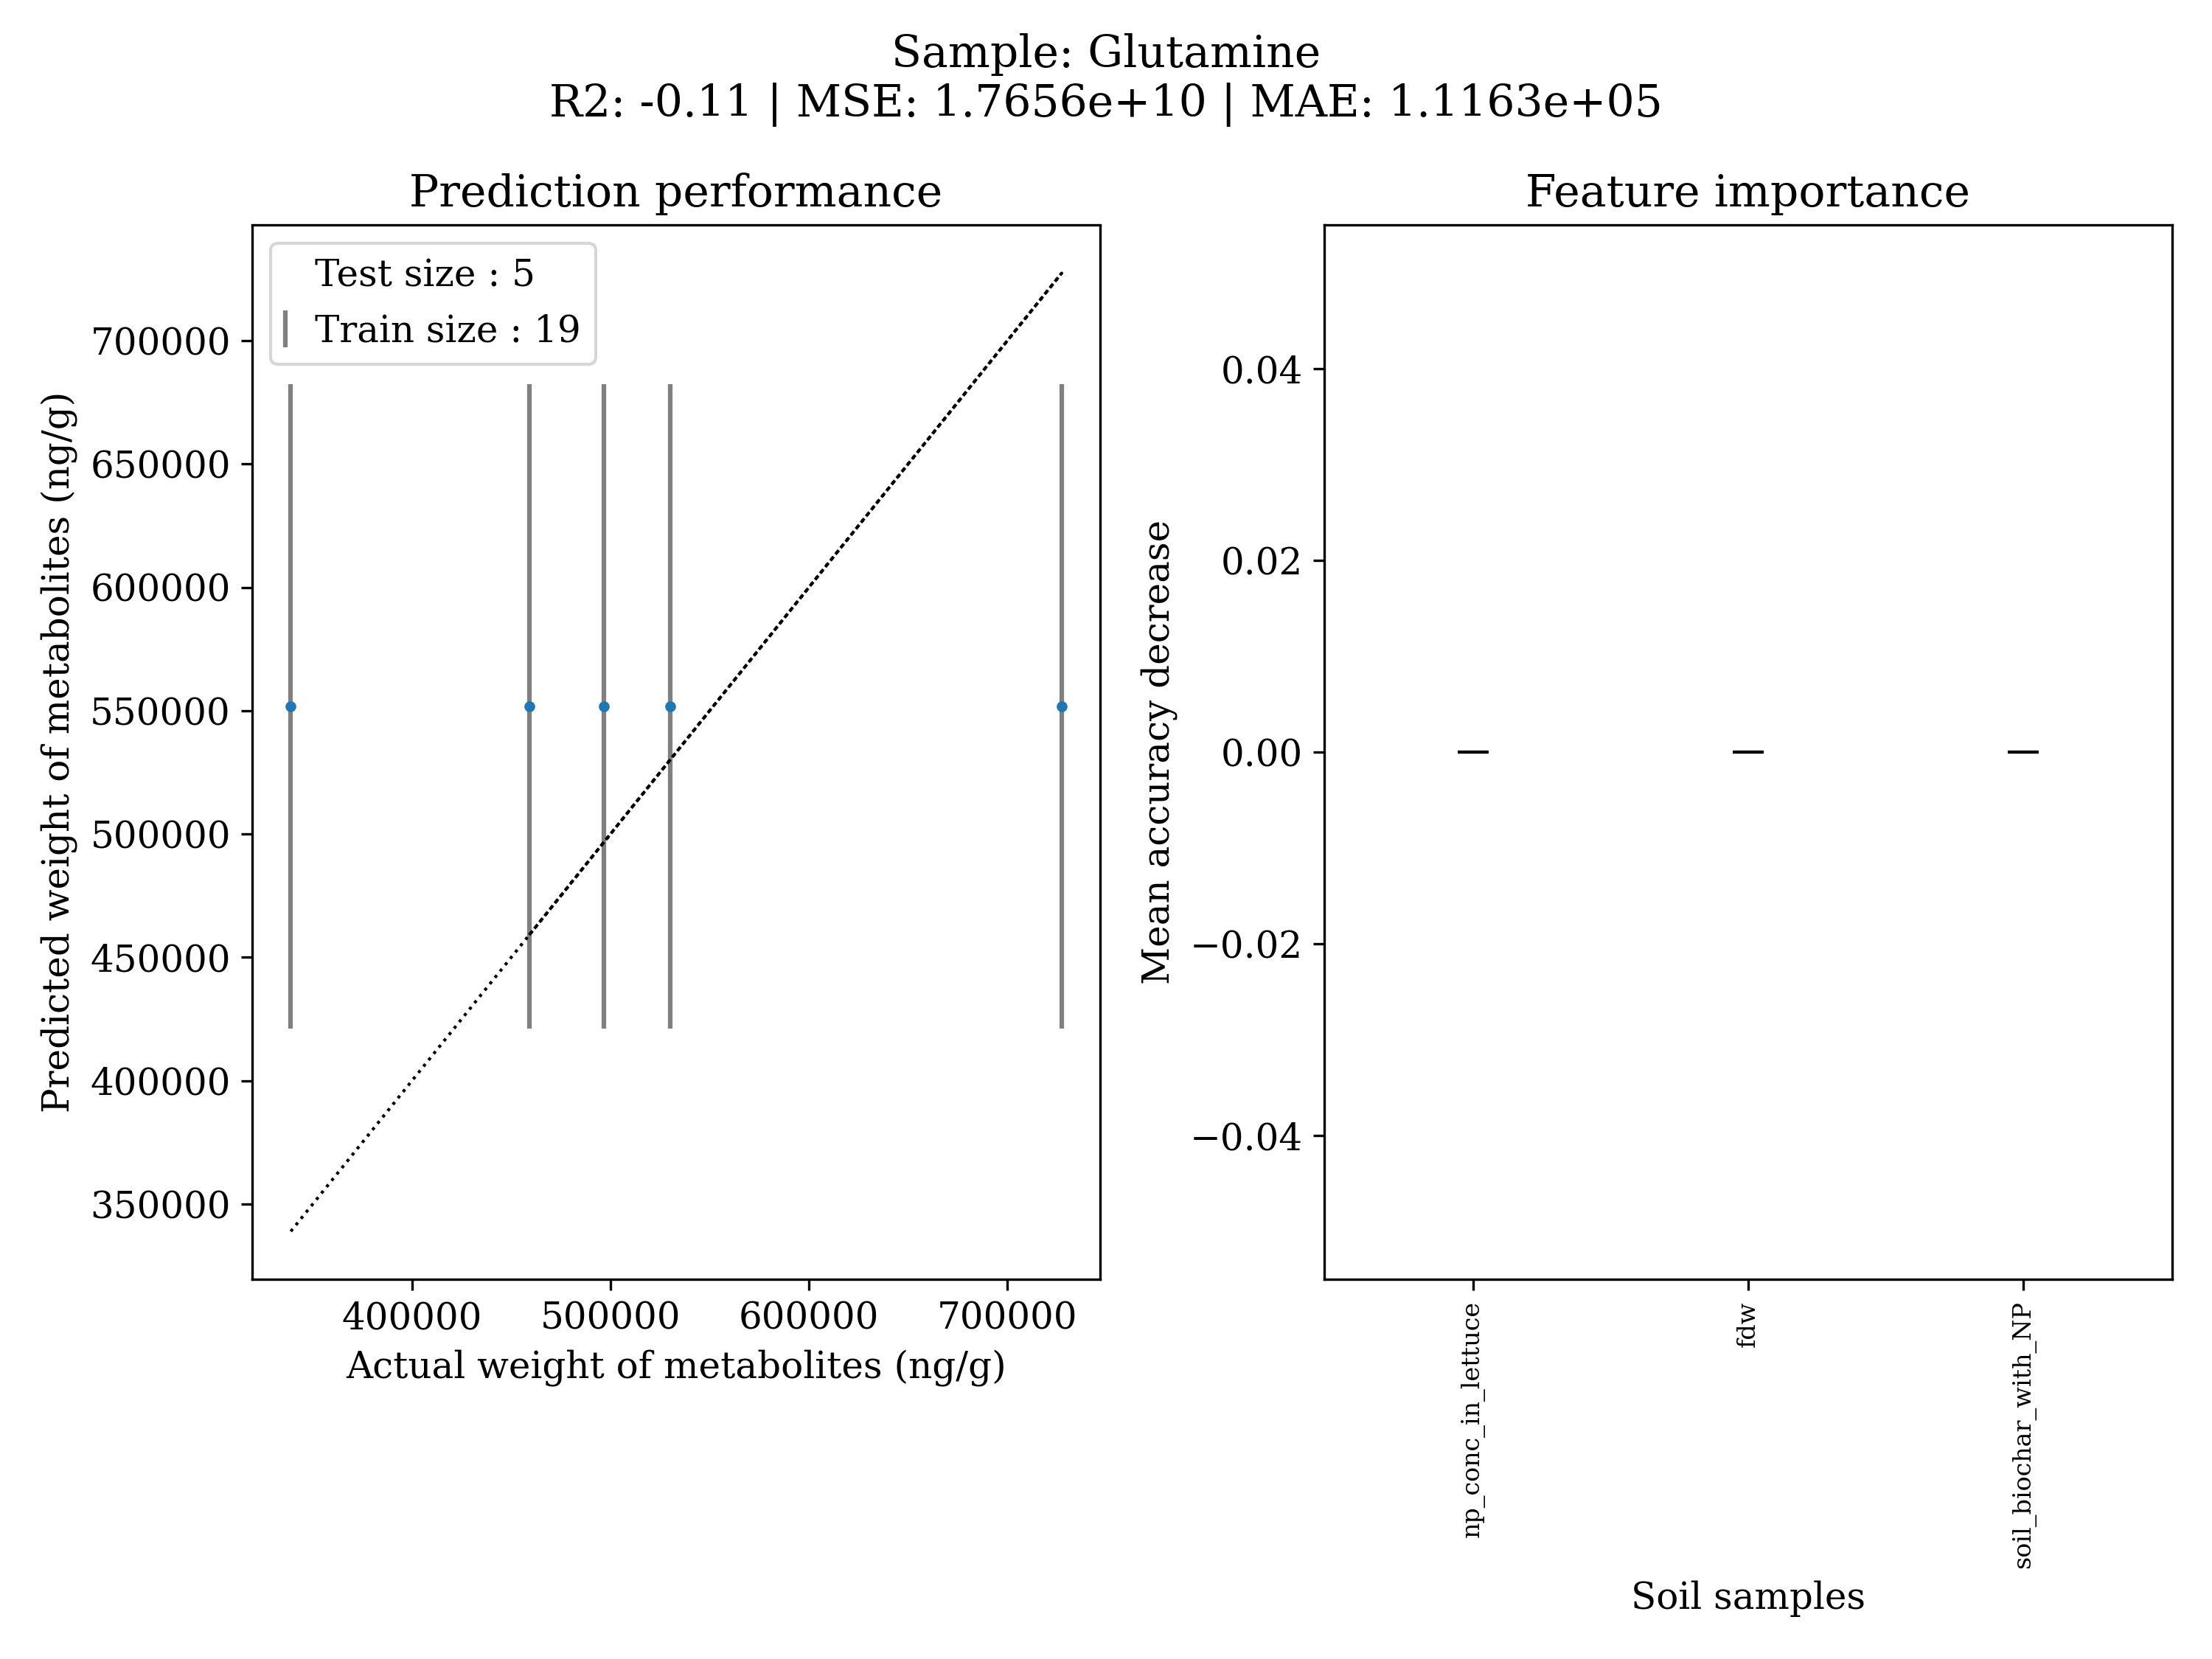 Sample: Glutamine
R2: -0.11 | MSE: 1.7656e+10 | MAE: 1.1163e+05
Prediction performance
Test size : 5
Train size : 19
Predicted weight of metabolites (ng/g)
700000
650000
600000
550000
500000
450000
400000
350000
400000 500000 600000 700000
Actual weight of metabolites (ng/g)
Feature importance
Mean accuracy decrease
0.04
0.02
0.00
−0.02
−0.04
np_conc_in_lettuce
fdw
soil_biochar_with_NP
Soil samples